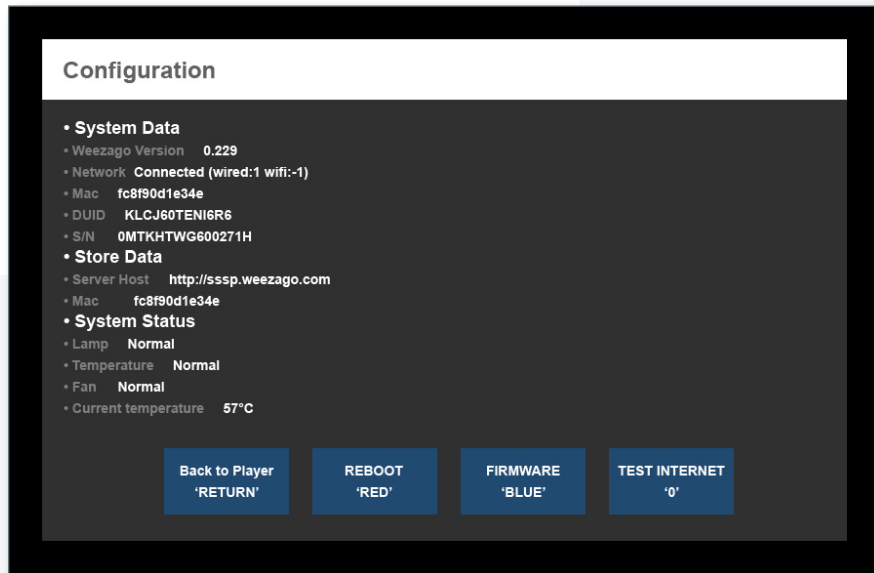 Configuration
• System Data
• Weezago Version 0.229
• Network Connected (wired:1 wifi:-1)
• Mac fc8f90d1e34e
• DUID KLCJ60TENI6R6
• S/N 0MTKHTWG600271H
• Store Data
• Server Host http://sssp.weezago.com
• Mac fc8f90d1e34e
• System Status
• Lamp Normal
• Temperature Normal
• Fan Normal
• Current temperature 57°C
Back to Player
‘RETURN’
REBOOT
‘RED’
FIRMWARE
‘BLUE’
TEST INTERNET
‘0’